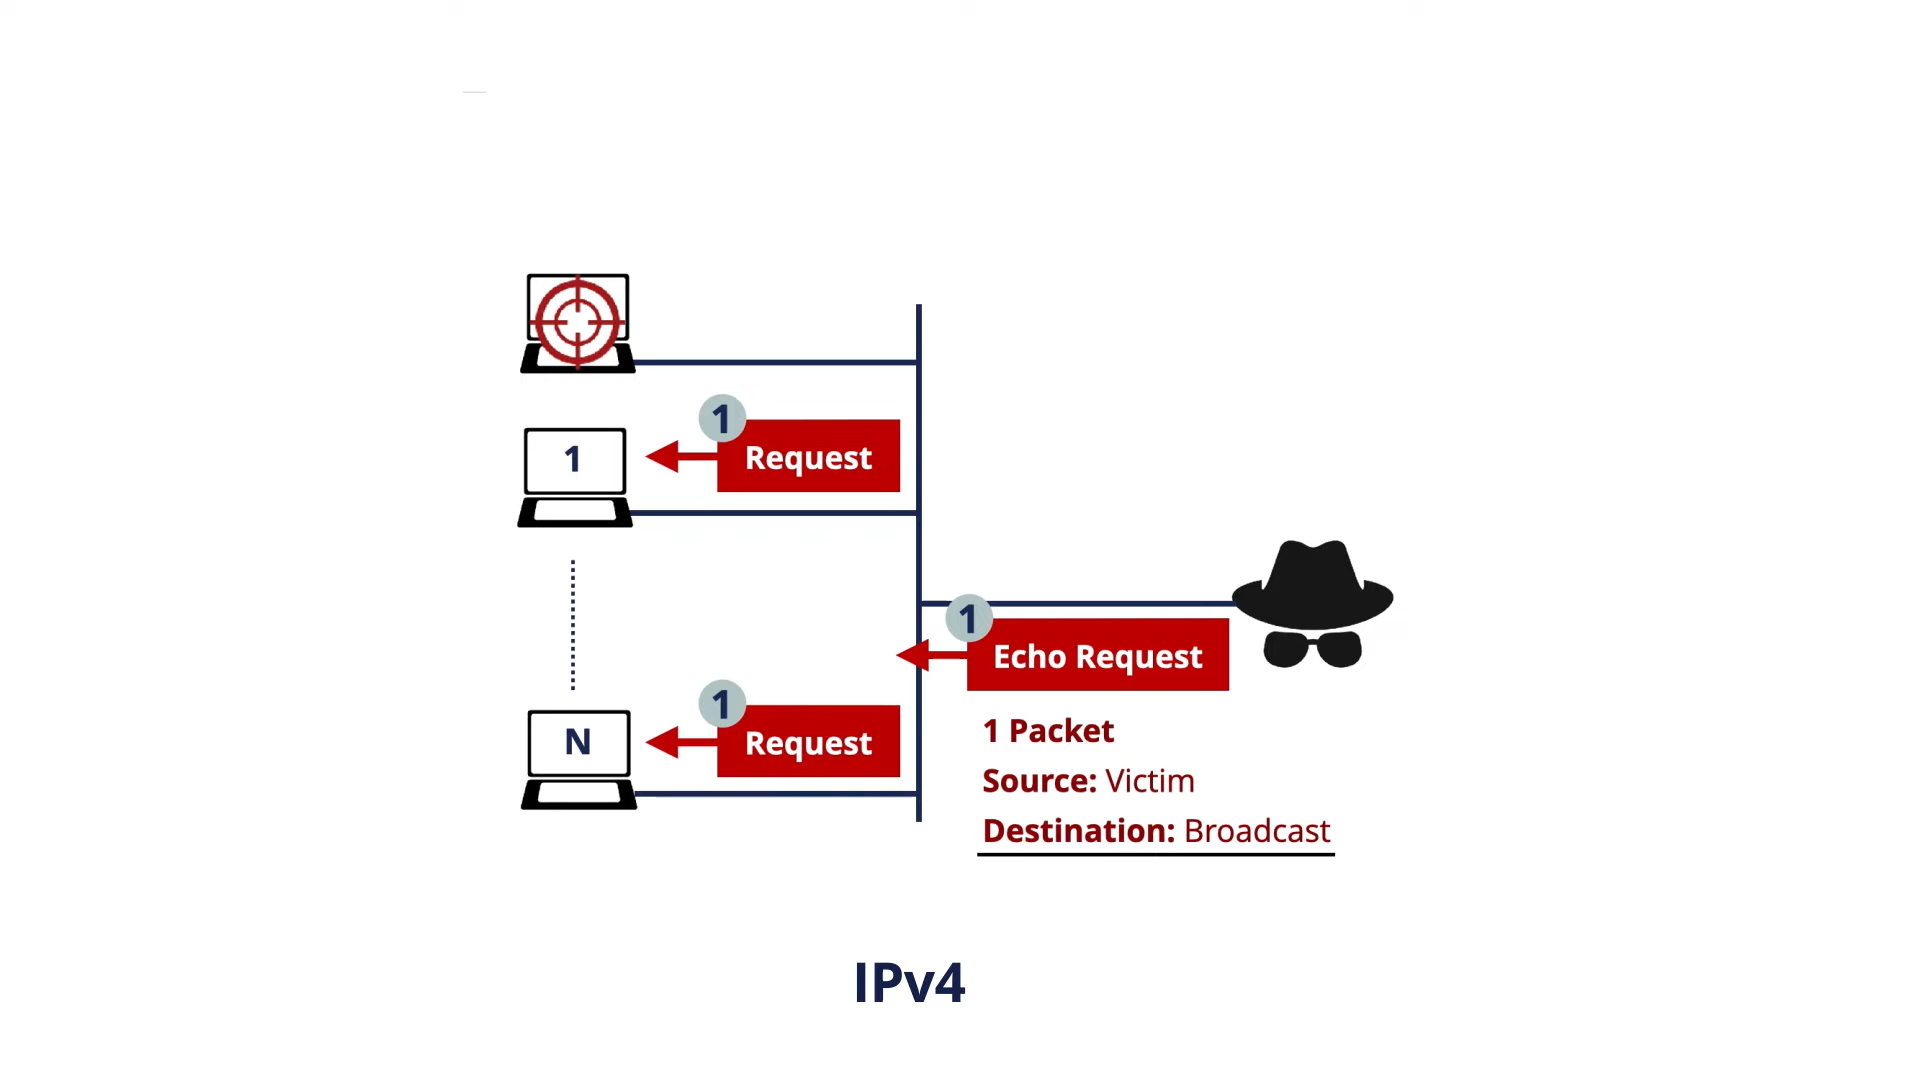 1
Request
1
1
Echo Request
1
Request
N
1 Packet
Source: Victim
Destination: Broadcast
IPv4